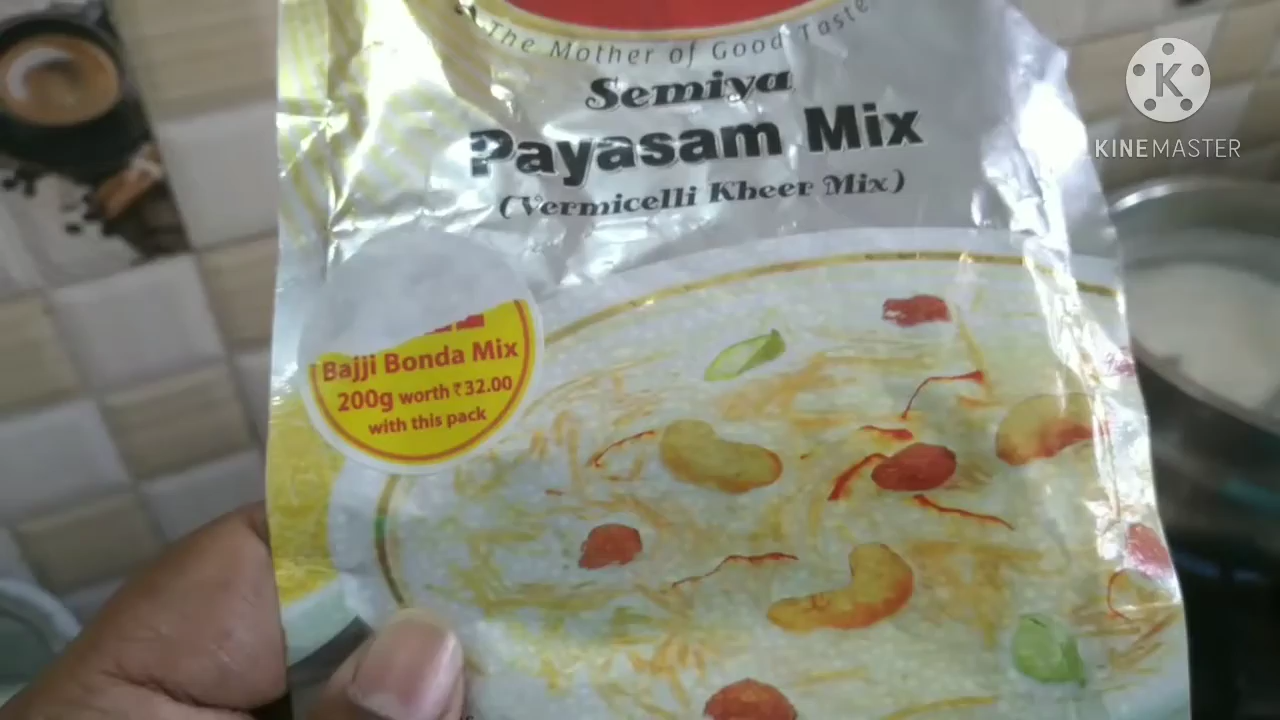 The Mother of Good Taste
Semiya
Payasam Mix
(Vermicelli Kheer Mix)
Bajji Bonda Mix
200g worth ₹32.00
with this pack
K
KINEMASTER